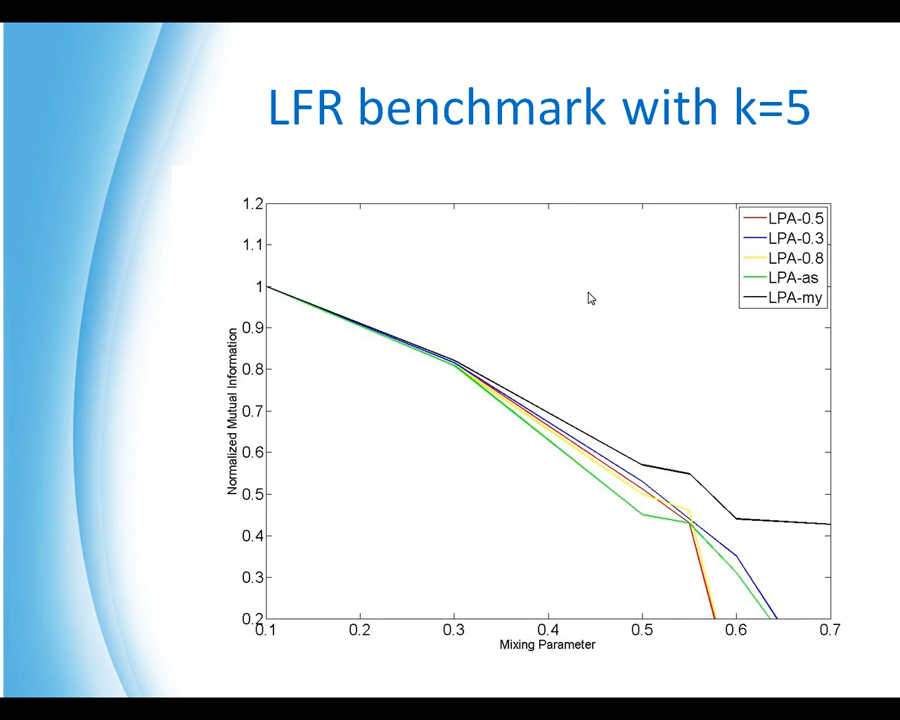 LFR benchmark with k=5
1.2
1.1
1
0.9
0.8
0.7
0.6
0.5
0.4
0.3
0.2
Normalized Mutual Information
LPA-0.5
LPA-0.3
LPA-0.8
LPA-as
LPA-my
0.1 0.2 0.3 0.4 0.5 0.6 0.7
Mixing Parameter